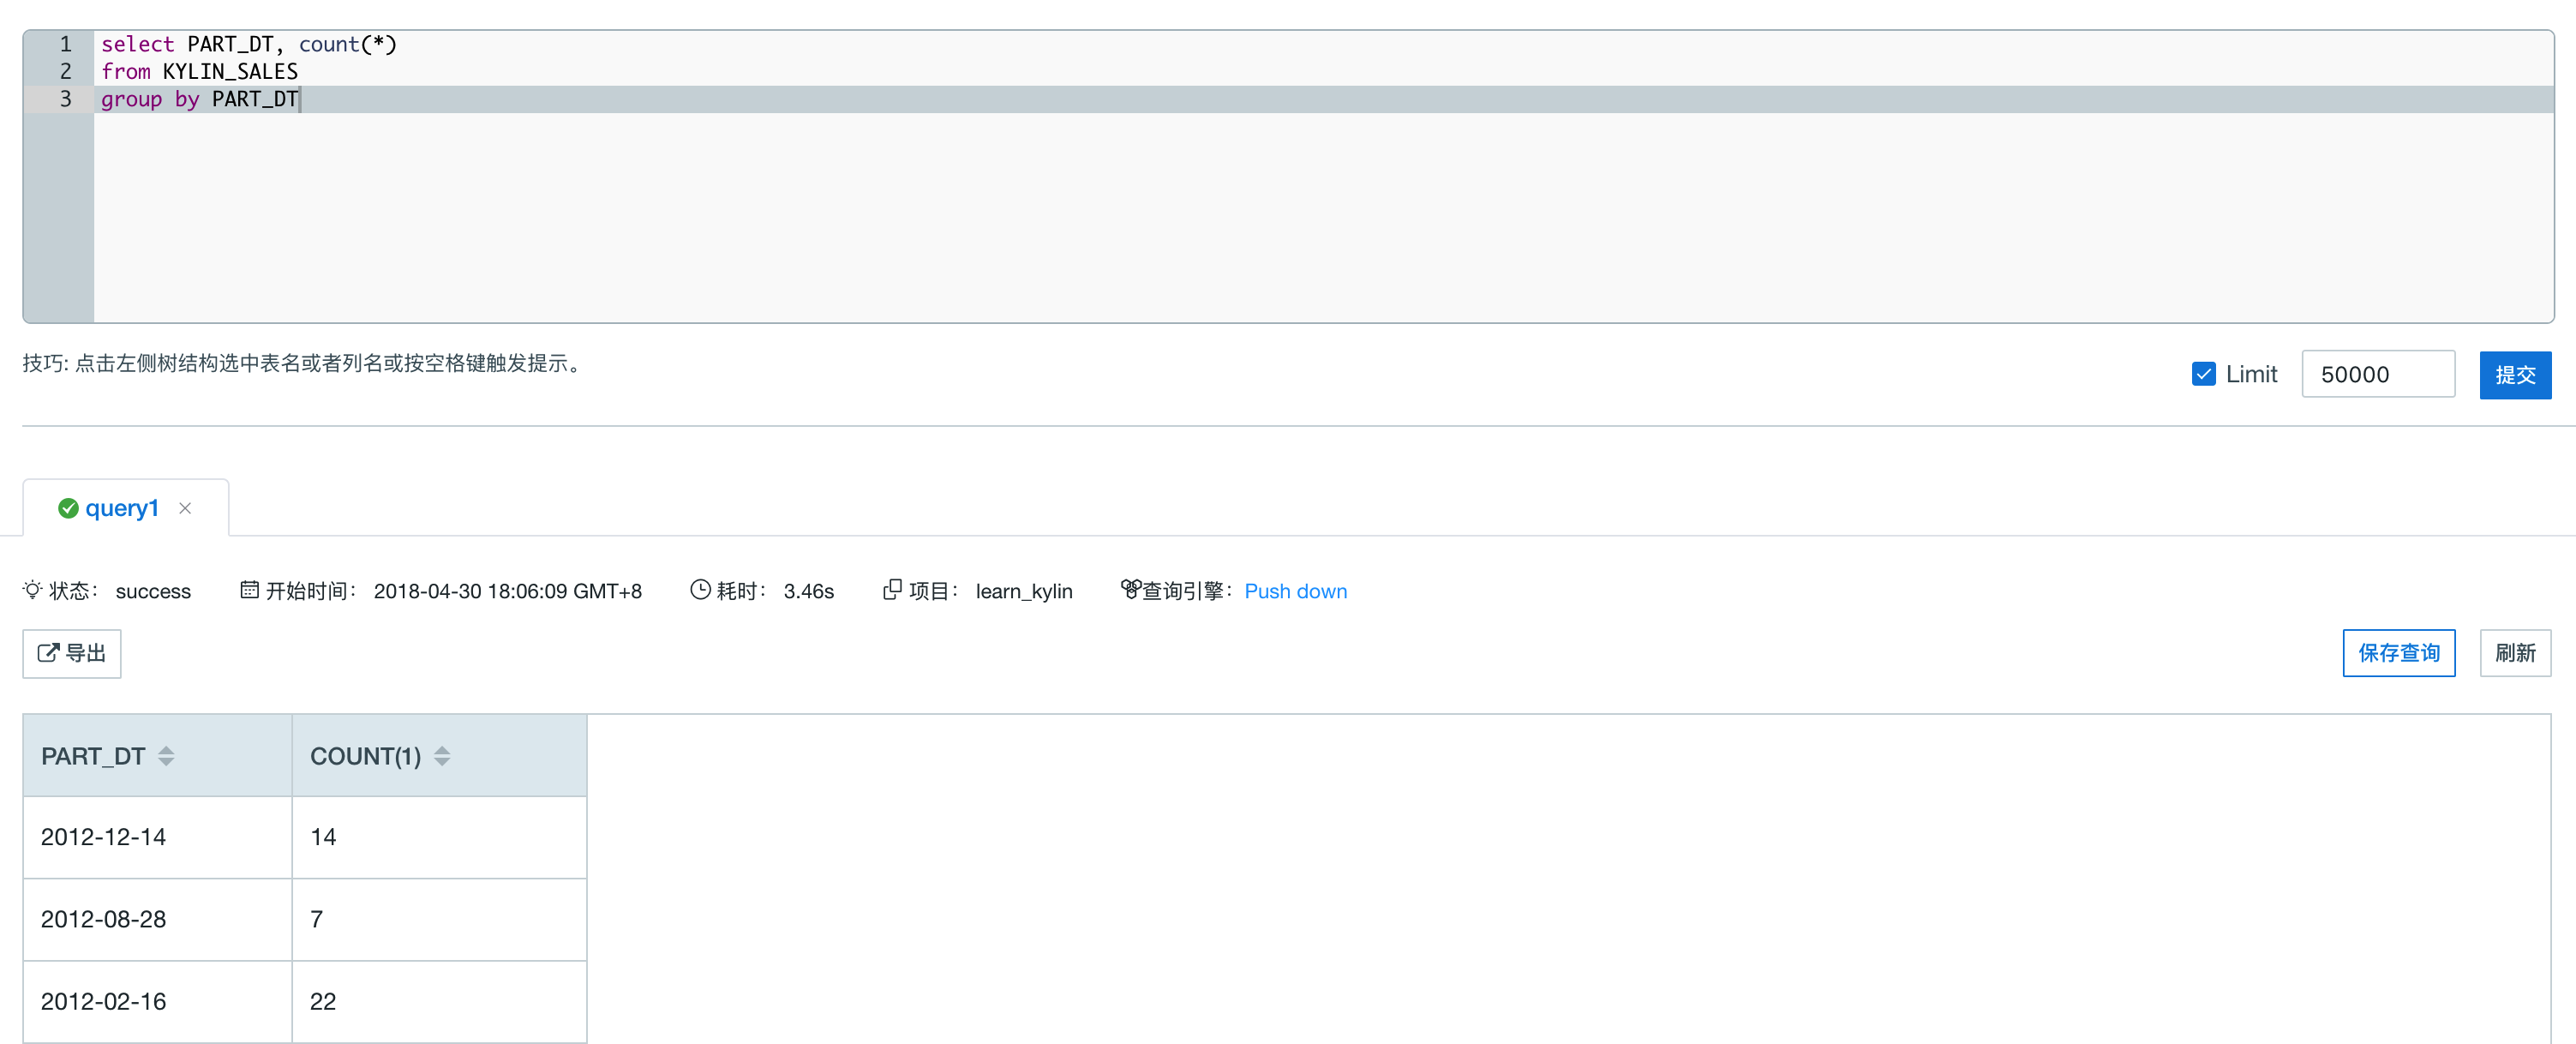 1 select PART_DT, count(*)
2 from KYLIN_SALES
3 group by PART_DT
技巧: 点击左侧树结构选中表名或者列名或按空格键触发提示。
Limit 50000 提交
query1
状态： success 开始时间： 2018-04-30 18:06:09 GMT+8 耗时： 3.46s 项目： learn_kylin 查询引擎： Push down
导出 保存查询 刷新
PART_DT COUNT(1)
2012-12-14 14
2012-08-28 7
2012-02-16 22